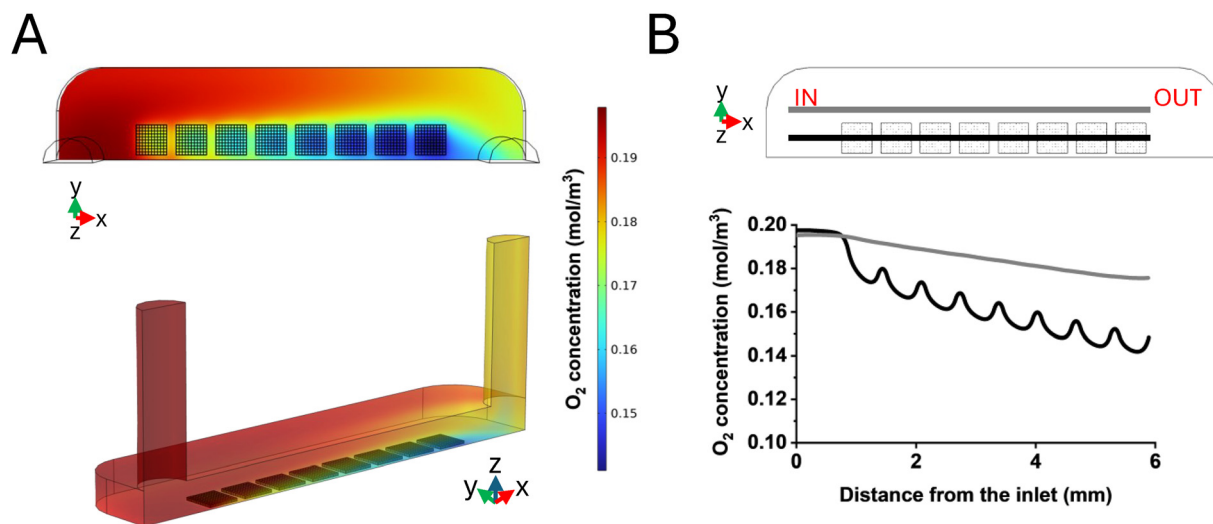 A
B
y
z
x
IN
OUT
y
z
x
O₂ concentration (mol/m³)
0.19
0.18
0.17
0.16
0.15
y
z
x
O₂ concentration (mol/m³)
0.20
0.18
0.16
0.14
0.12
0.10
0
2
4
6
Distance from the inlet (mm)